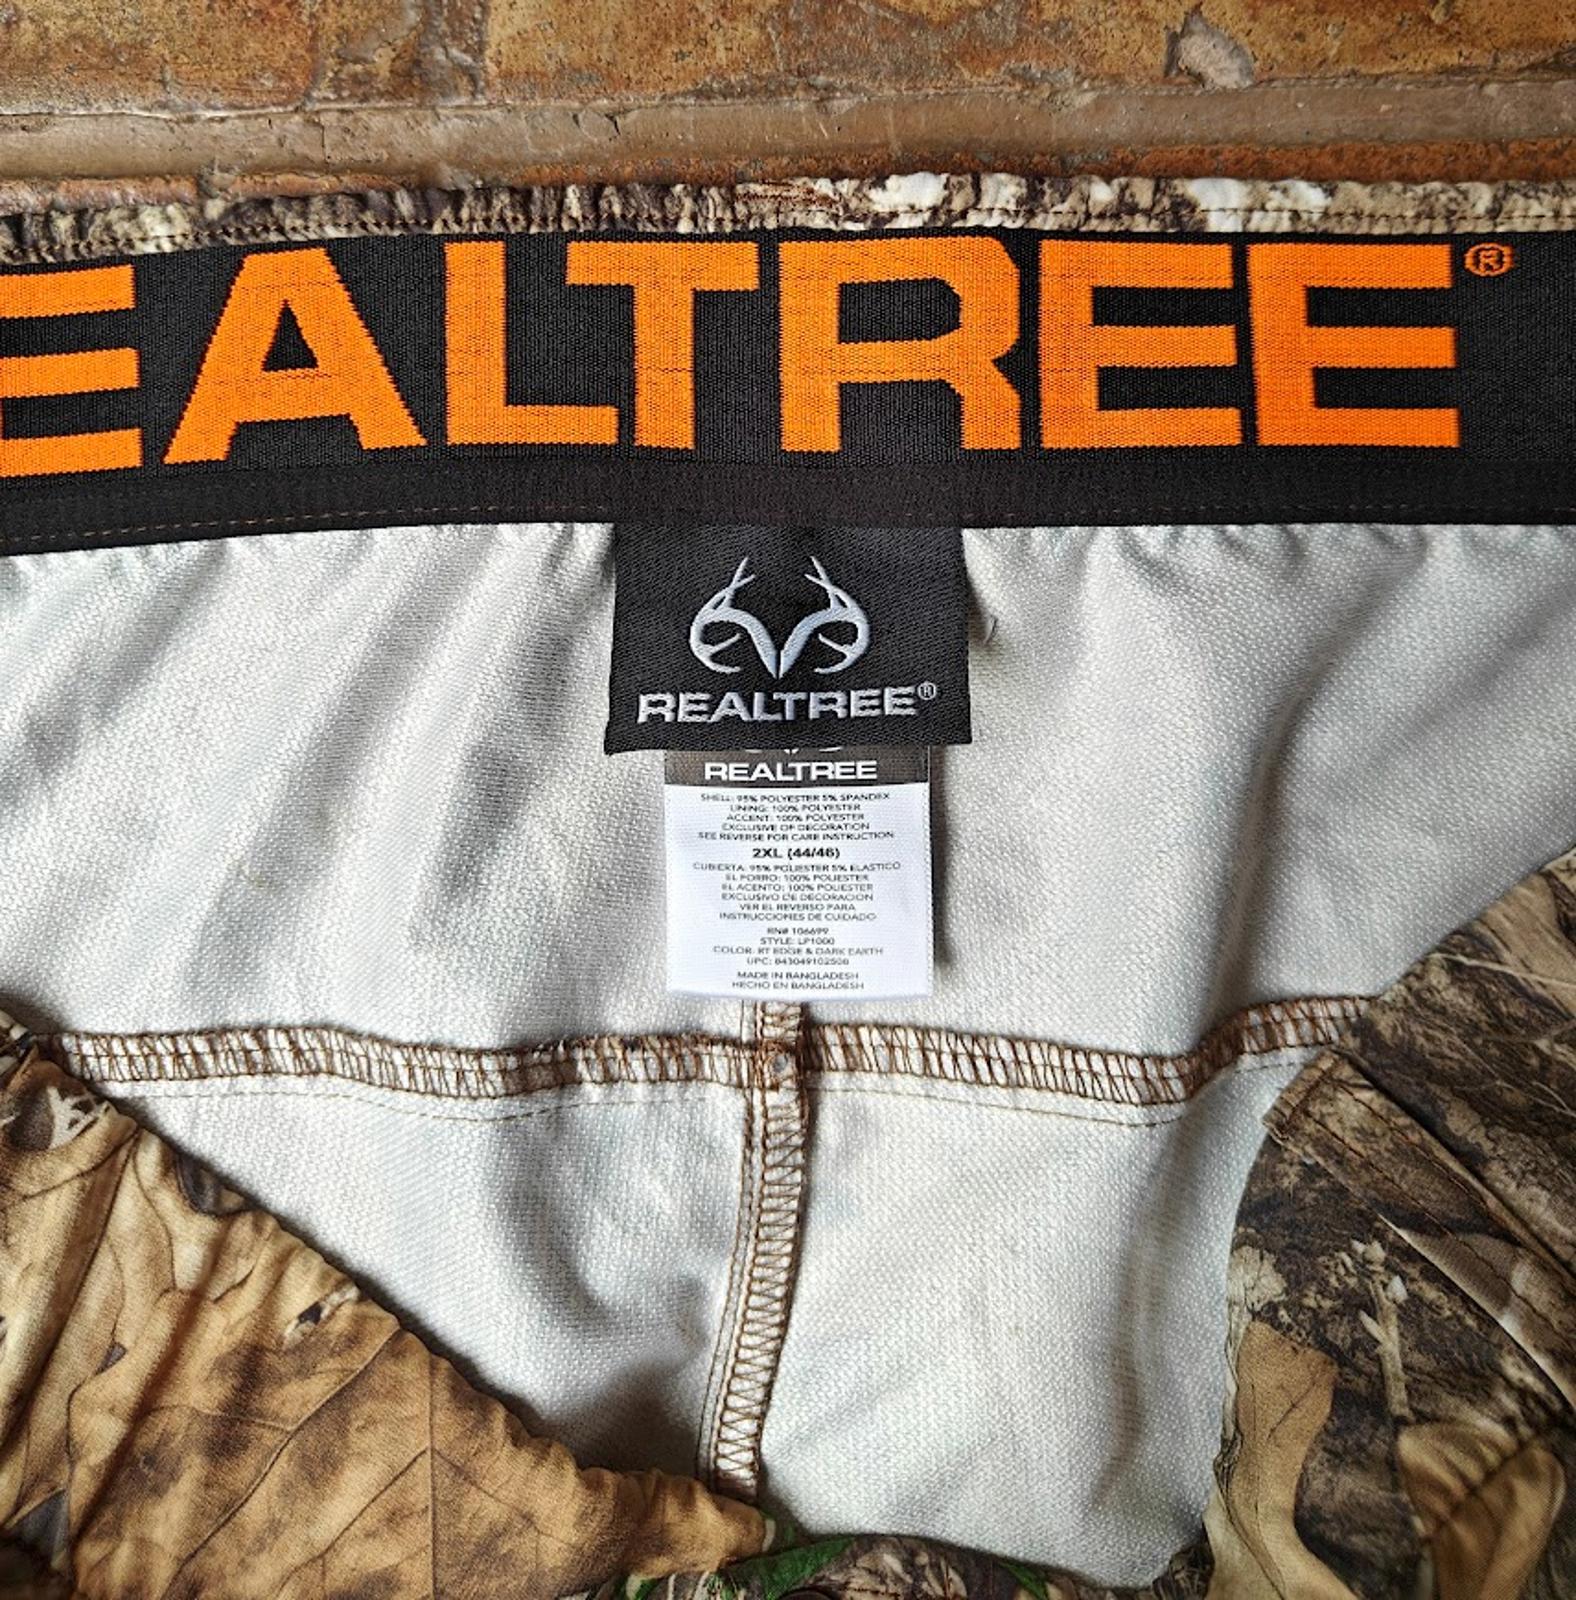 EALTREE®
REALTREE®
REALTREE
SHELL: 95% POLYESTER 5% SPANDEX
LINING: 100% POLYESTER
ACCENT: 100% POLYESTER
EXCLUSIVE OF DECORATION
SEE REVERSE FOR CARE INSTRUCTION
2XL (44/46)
CUBIERTA: 95% POLIESTER 5% ELASTICO
EL FORRO: 100% POLIESTER
EL ACENTO: 100% POLIESTER
EXCLUSIVO DE DECORACION
VER EL REVERSO PARA
INSTRUCCIONES DE CUIDADO
RN# 106699
STYLE: LP1000
COLOR: RT EDGE & DARK EARTH
UPC: 843049102508
MADE IN BANGLADESH
HECHO EN BANGLADESH